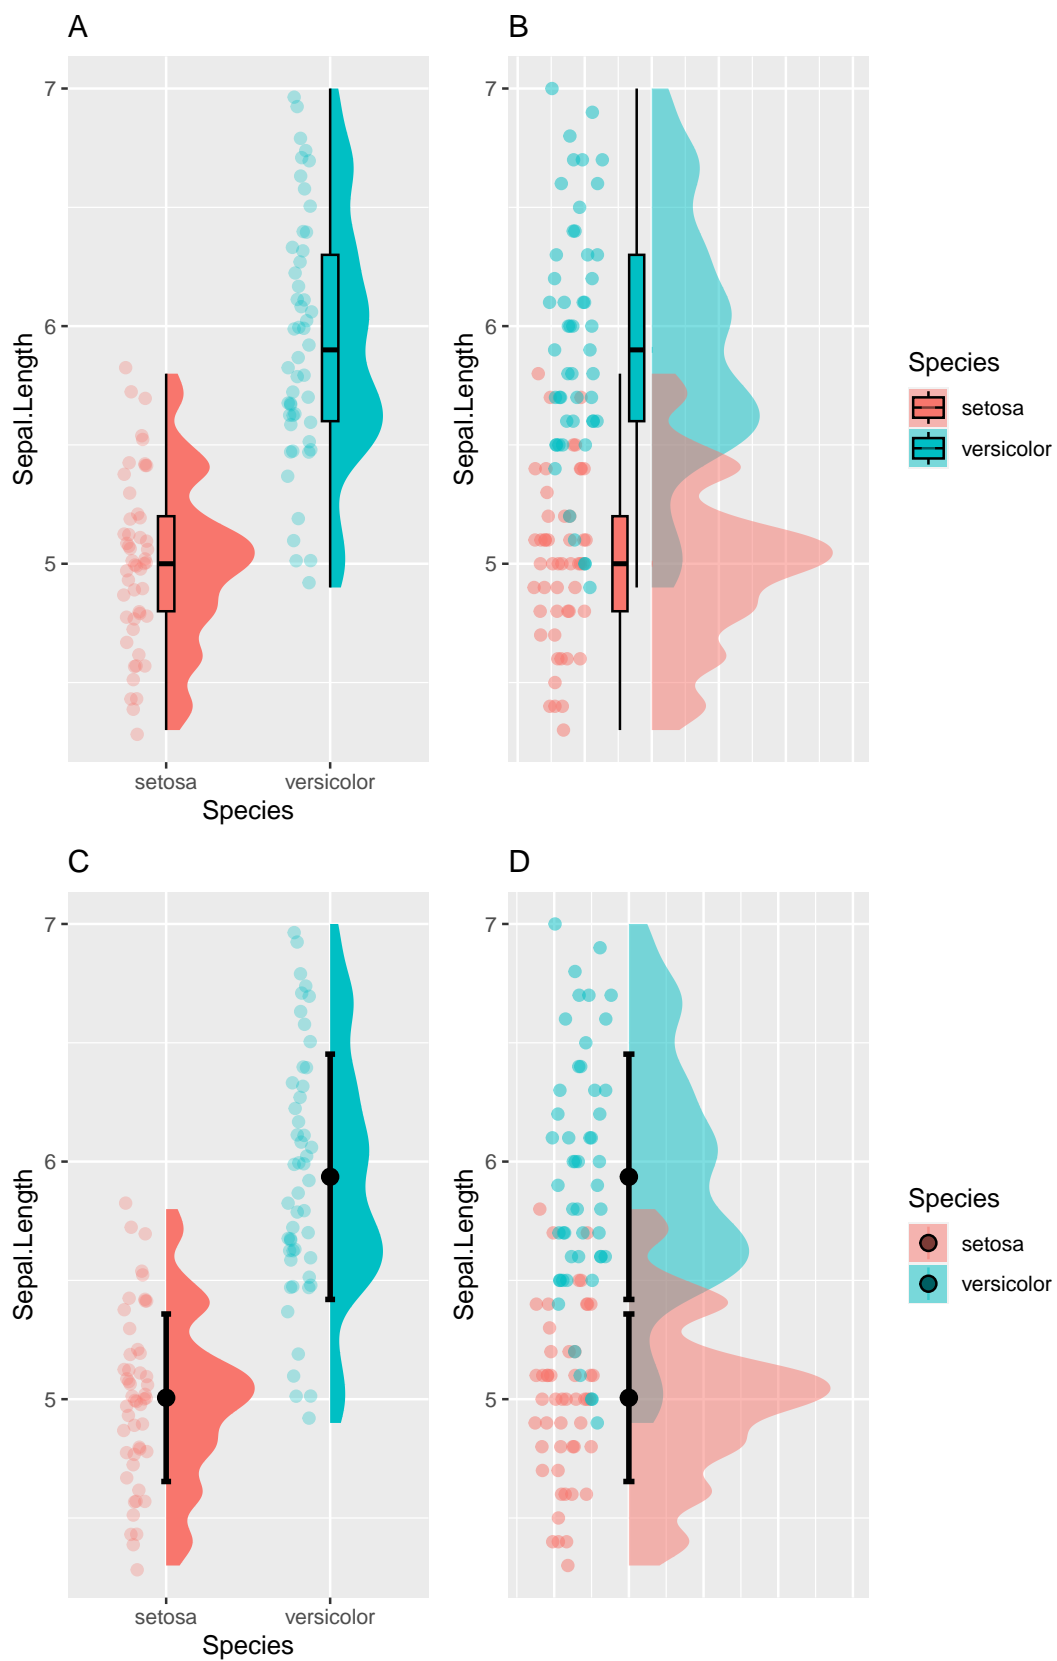 A
B
7
6
5
Sepal.Length
setosa
versicolor
Species
7
6
5
Sepal.Length
Species
setosa
versicolor
C
D
7
6
5
Sepal.Length
setosa
versicolor
Species
7
6
5
Sepal.Length
Species
setosa
versicolor